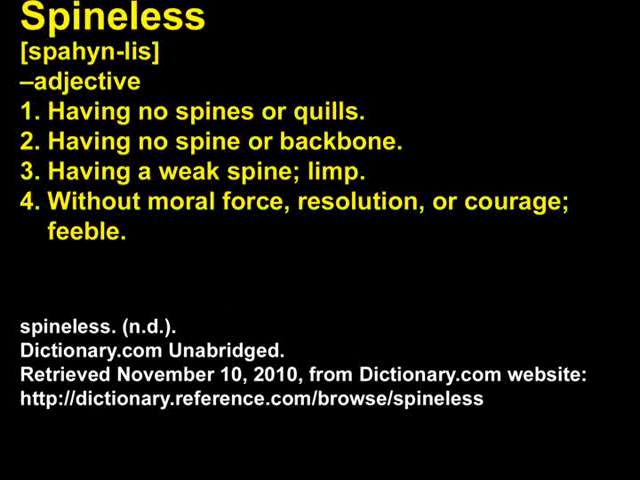 Spineless
[spahyn-lis]
–adjective
1. Having no spines or quills.
2. Having no spine or backbone.
3. Having a weak spine; limp.
4. Without moral force, resolution, or courage;
feeble.
spineless. (n.d.).
Dictionary.com Unabridged.
Retrieved November 10, 2010, from Dictionary.com website:
http://dictionary.reference.com/browse/spineless